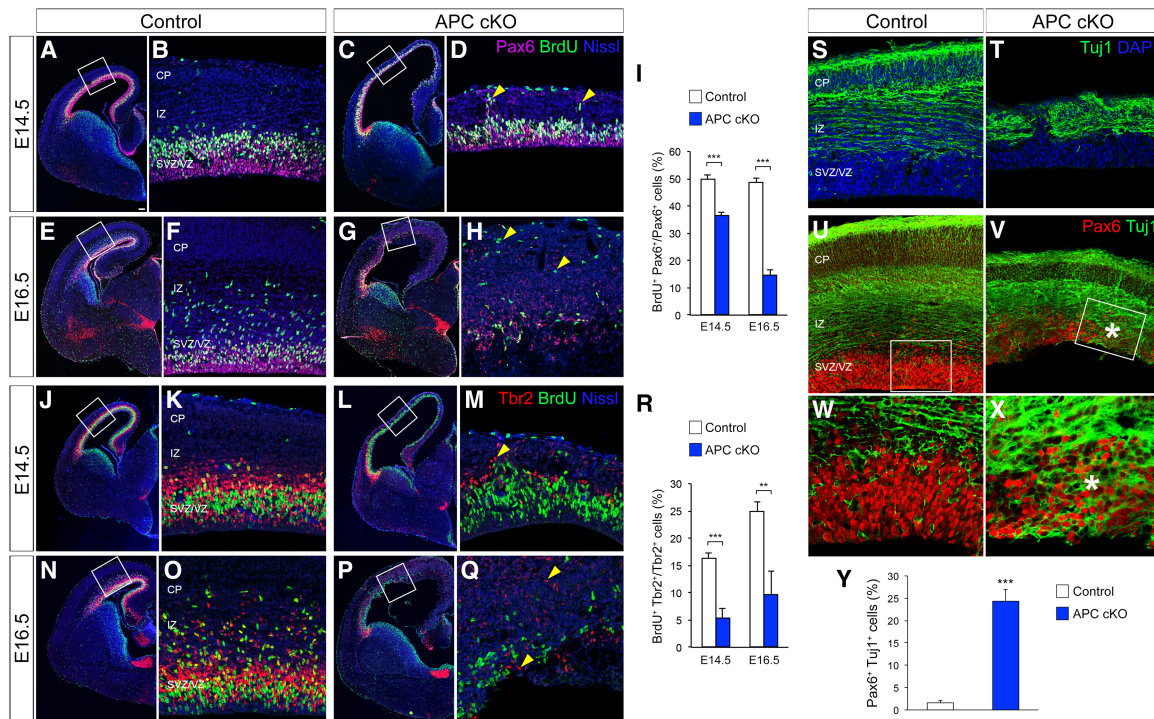 Control
APC cKO
Control
APC cKO
E14.5
A
B
CP
IZ
SVZ/VZ
C
D
Pax6 BrdU Nissl
E16.5
E
F
CP
IZ
SVZ/VZ
G
H
I
Control
APC cKO
BrdU⁺ Pax6⁺/Pax6⁺ cells (%)
60
50
40
30
20
10
0
***
***
E14.5
E16.5
E14.5
J
K
CP
IZ
SVZ/VZ
L
M
Tbr2 BrdU Nissl
E16.5
N
O
CP
IZ
SVZ/VZ
P
Q
R
Control
APC cKO
BrdU⁺ Tbr2⁺/Tbr2⁺ cells (%)
30
25
20
15
10
5
0
***
**
E14.5
E16.5
S
CP
IZ
SVZ/VZ
T
Tuj1 DAP
U
CP
IZ
SVZ/VZ
V
Pax6 Tuj1
*
W
X
*
Y
Pax6⁺ Tuj1⁺ cells (%)
30
25
20
15
10
5
0
***
Control
APC cKO